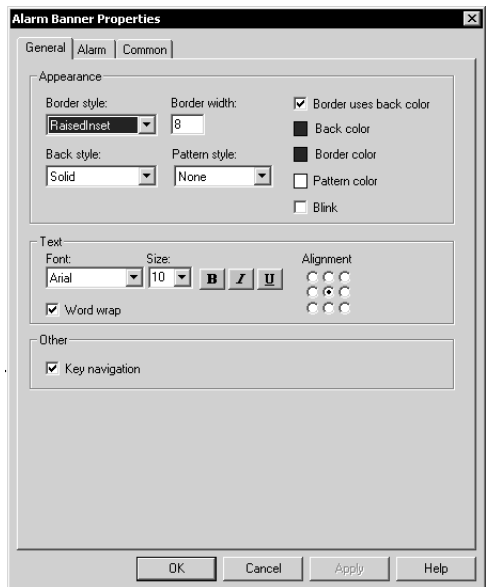 Alarm Banner Properties
General Alarm Common
Appearance
Border style: Border width:
RaisedInset 8
Border uses back color
Back color
Back style: Pattern style:
Border color
Solid None
Pattern color
Blink
Text
Font: Size: Alignment
Arial 10 B I U
Word wrap
Other
Key navigation
OK Cancel Apply Help